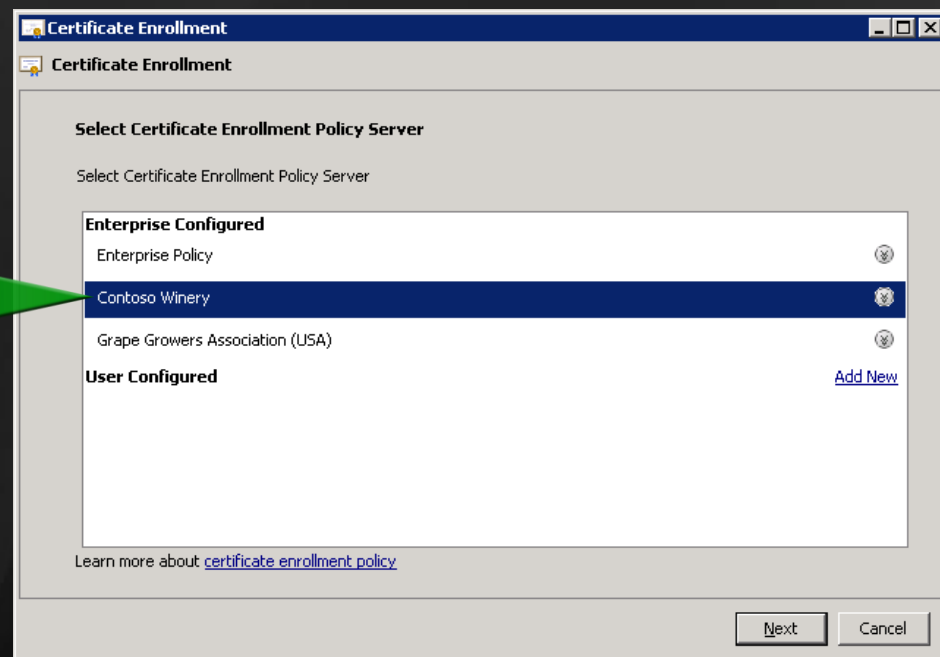 Certificate Enrollment
Certificate Enrollment
Select Certificate Enrollment Policy Server
Select Certificate Enrollment Policy Server
Enterprise Configured
Enterprise Policy
Contoso Winery
Grape Growers Association (USA)
User Configured Add New
Learn more about certificate enrollment policy
Next Cancel